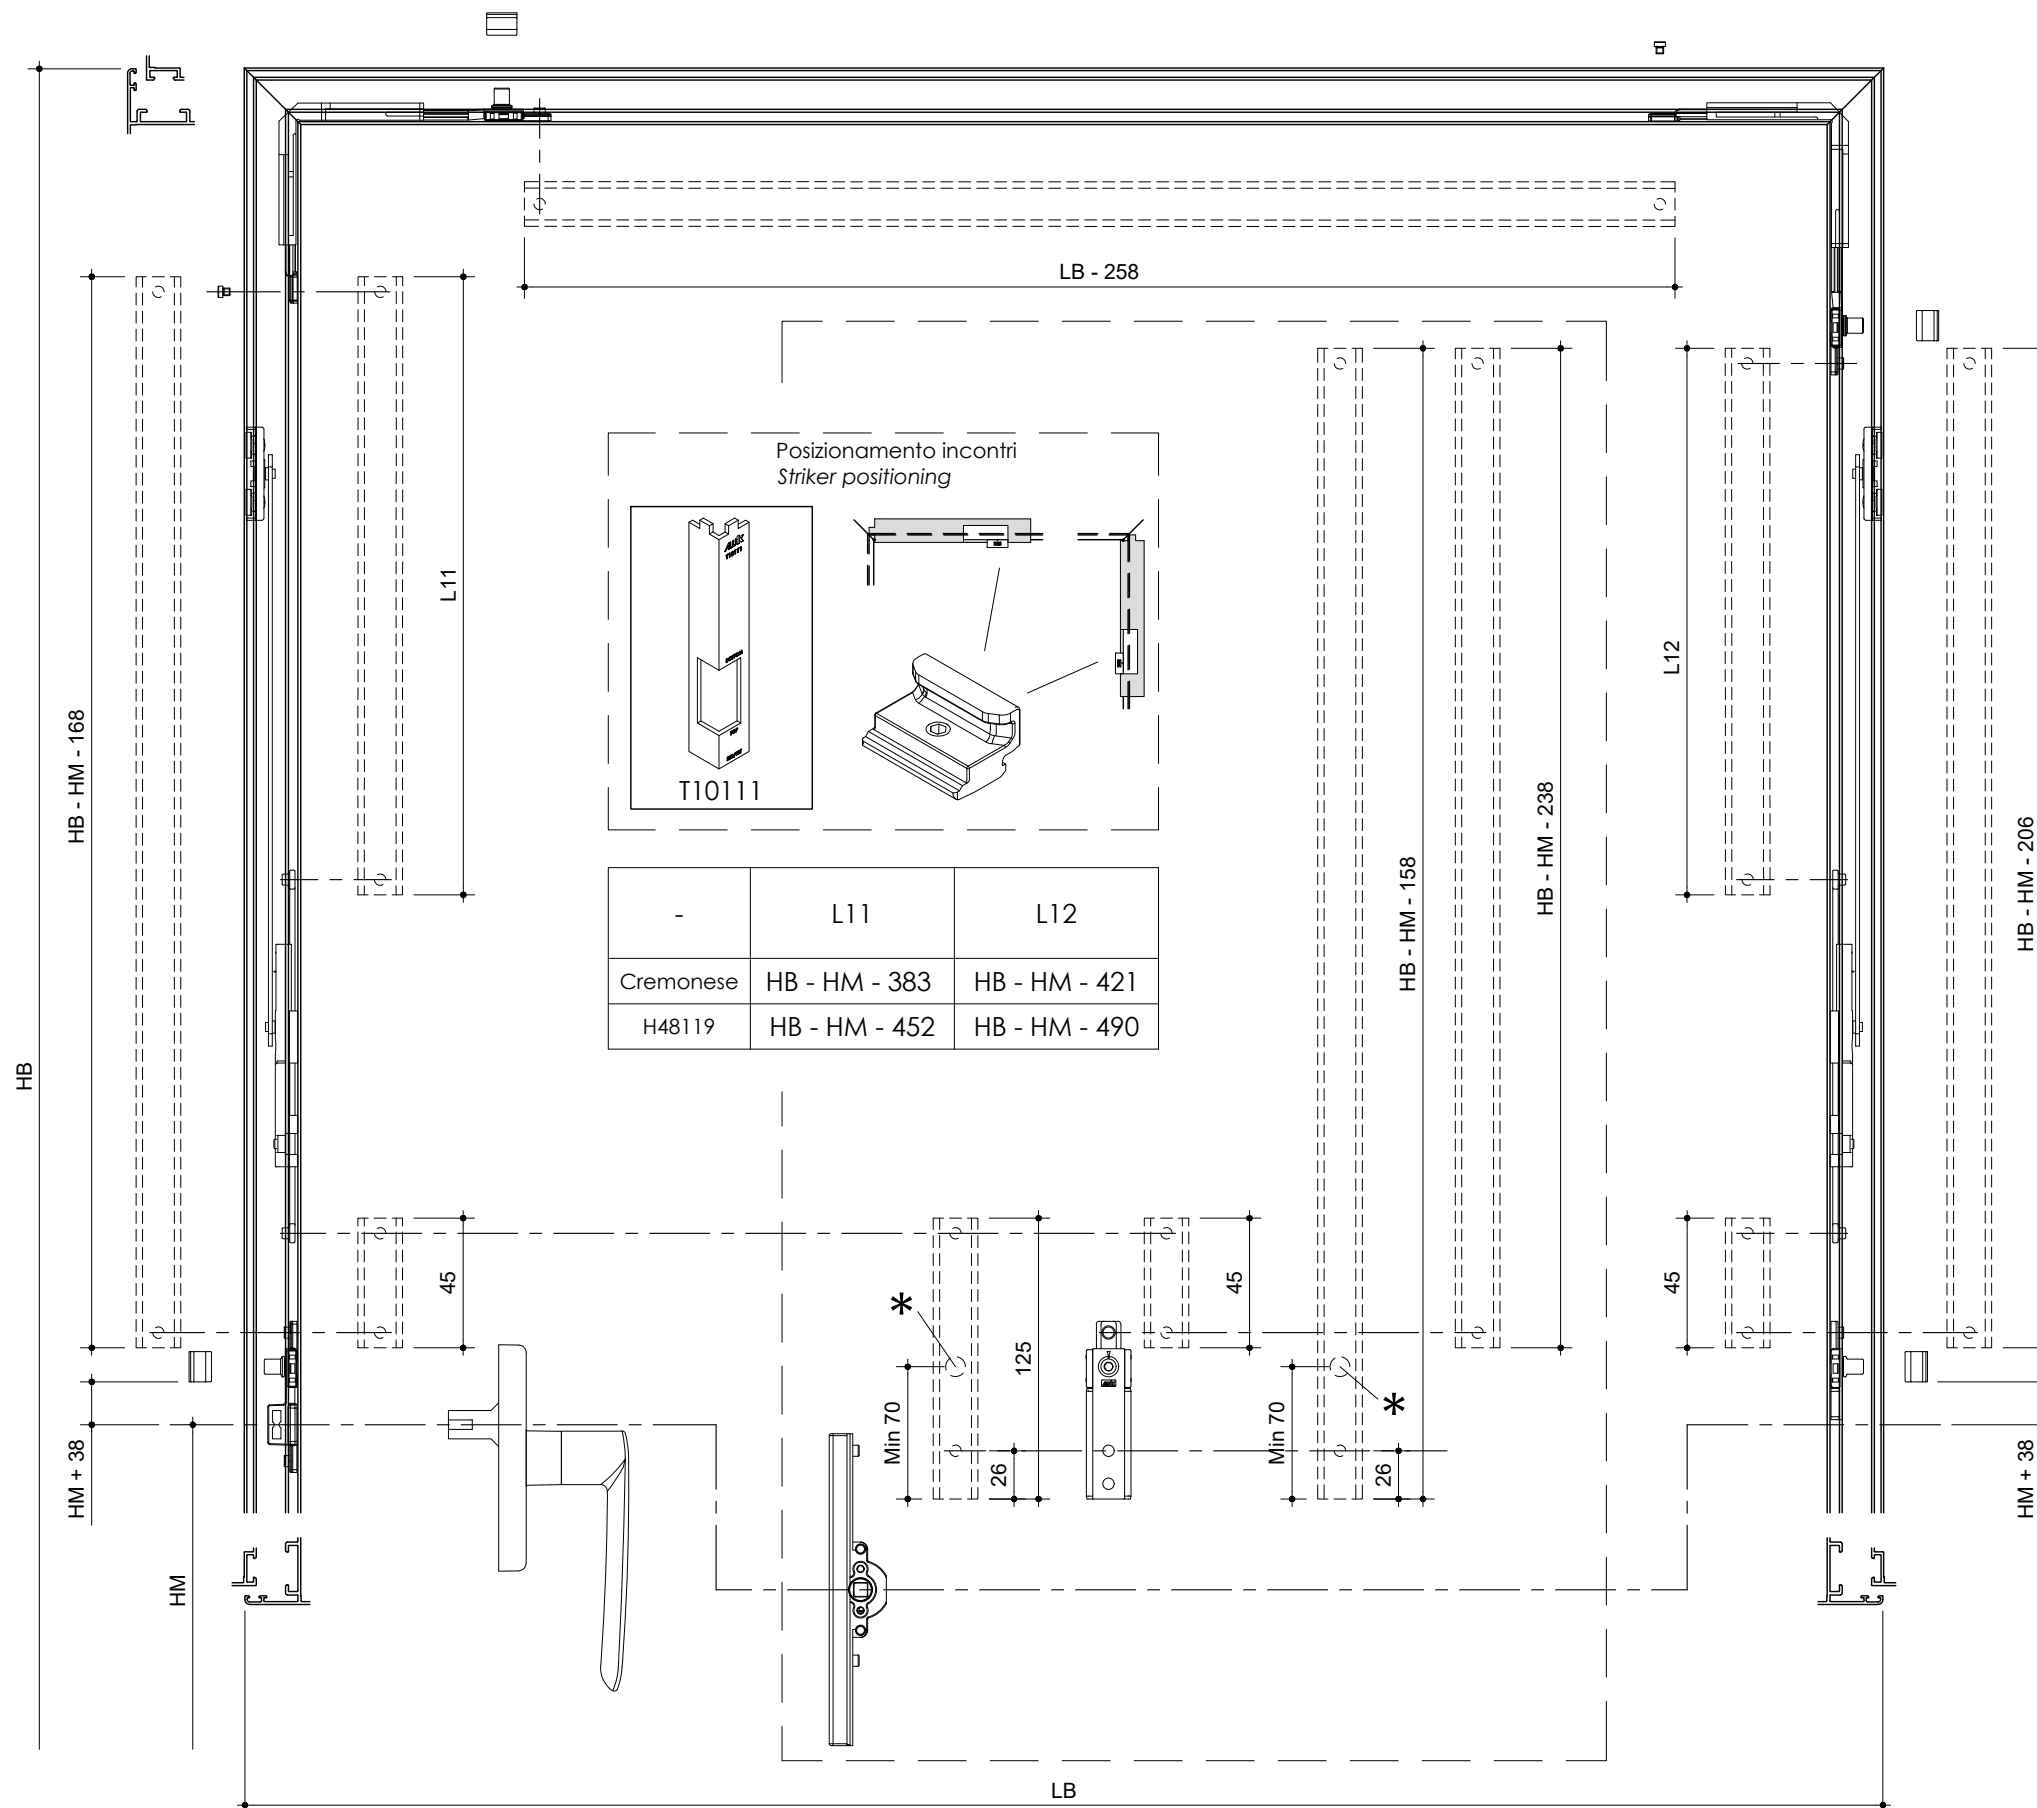 LB - 258
Posizionamento incontri
Striker positioning
T10111
L11
L12
HB - HM - 168
HB
HB - HM - 158
HB - HM - 238
HB - HM - 206
- L11 L12
Cremonese HB - HM - 383 HB - HM - 421
H48119 HB - HM - 452 HB - HM - 490
45
125
45
45
*
*
Min 70
26
Min 70
26
HM + 38
HM
HM + 38
LB